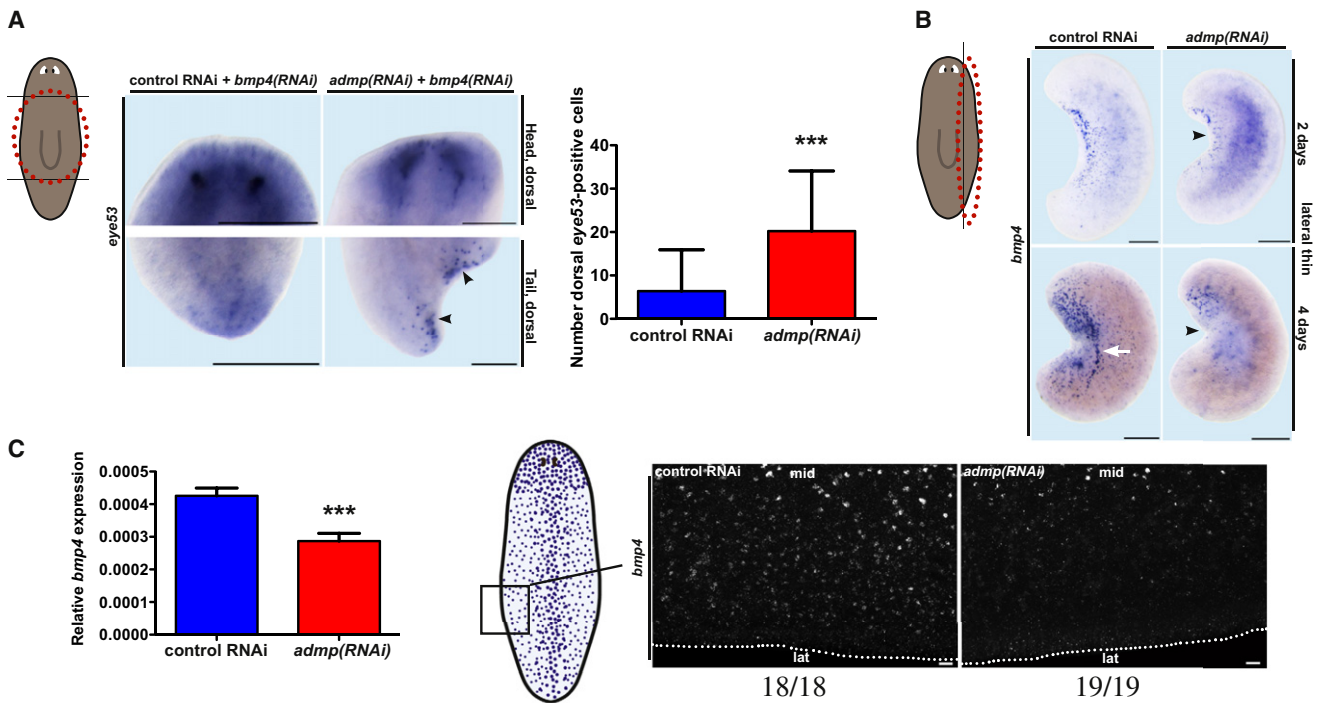 A
control RNAi + bmp4(RNAi)
admp(RNAi) + bmp4(RNAi)
eye53
Head, dorsal
Tail, dorsal
Number dorsal eye53-positive cells
40
30
20
10
0
***
control RNAi
admp(RNAi)
B
control RNAi
admp(RNAi)
bmp4
2 days
lateral thin
4 days
C
Relative bmp4 expression
0.0005
0.0004
0.0003
0.0002
0.0001
0.0000
***
control RNAi
admp(RNAi)
bmp4
control RNAi
mid
lat
admp(RNAi)
mid
lat
18/18
19/19